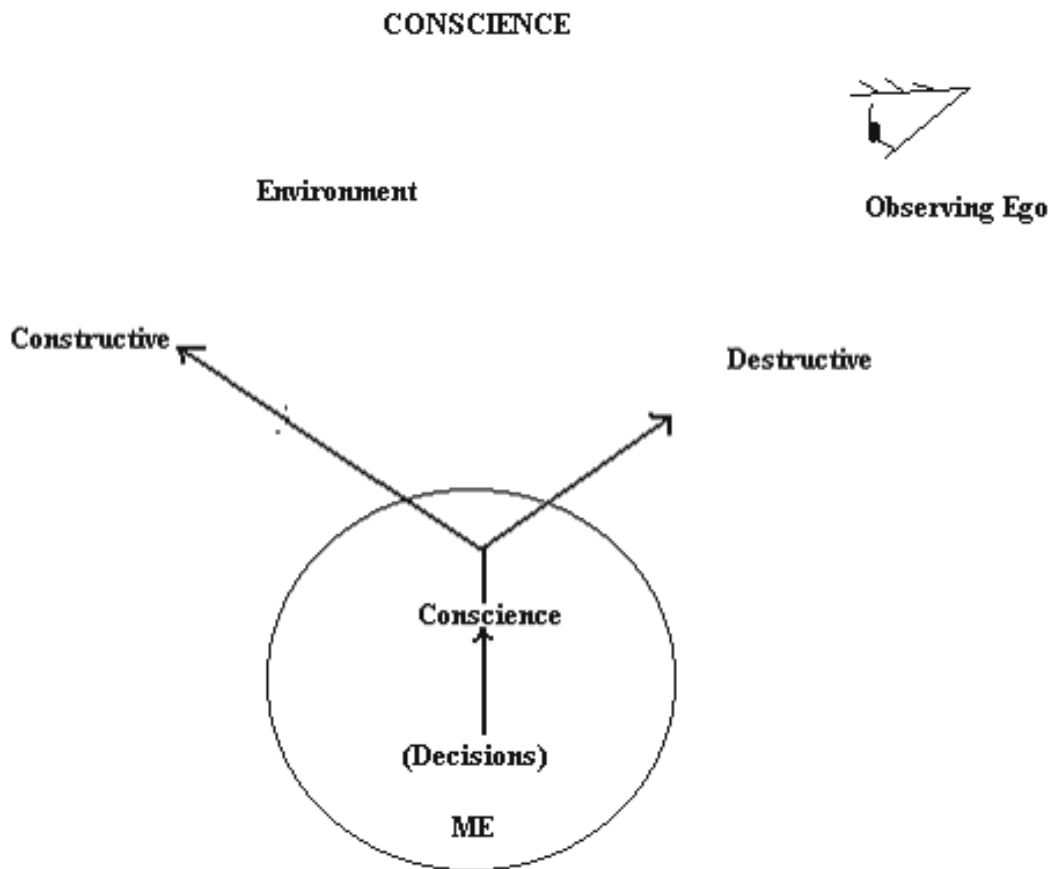 CONSCIENCE
Environment
Observing Ego
Constructive
Destructive
Conscience
(Decisions)
ME